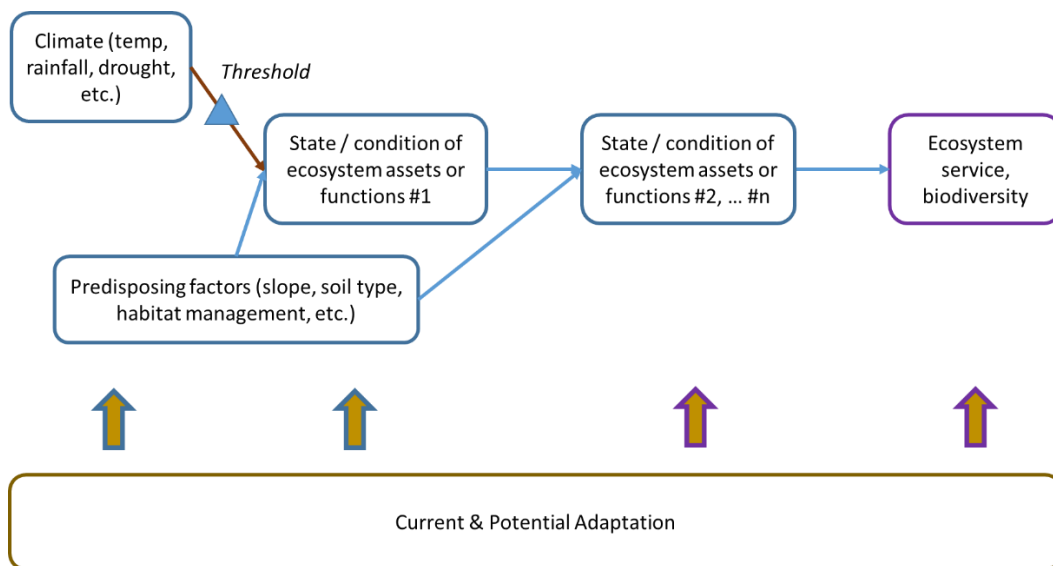 Climate (temp,
rainfall, drought,
etc.)
Threshold
State / condition of
ecosystem assets or
functions #1
State / condition of
ecosystem assets or
functions #2, ... #n
Ecosystem
service,
biodiversity
Predisposing factors (slope, soil type,
habitat management, etc.)
Current & Potential Adaptation